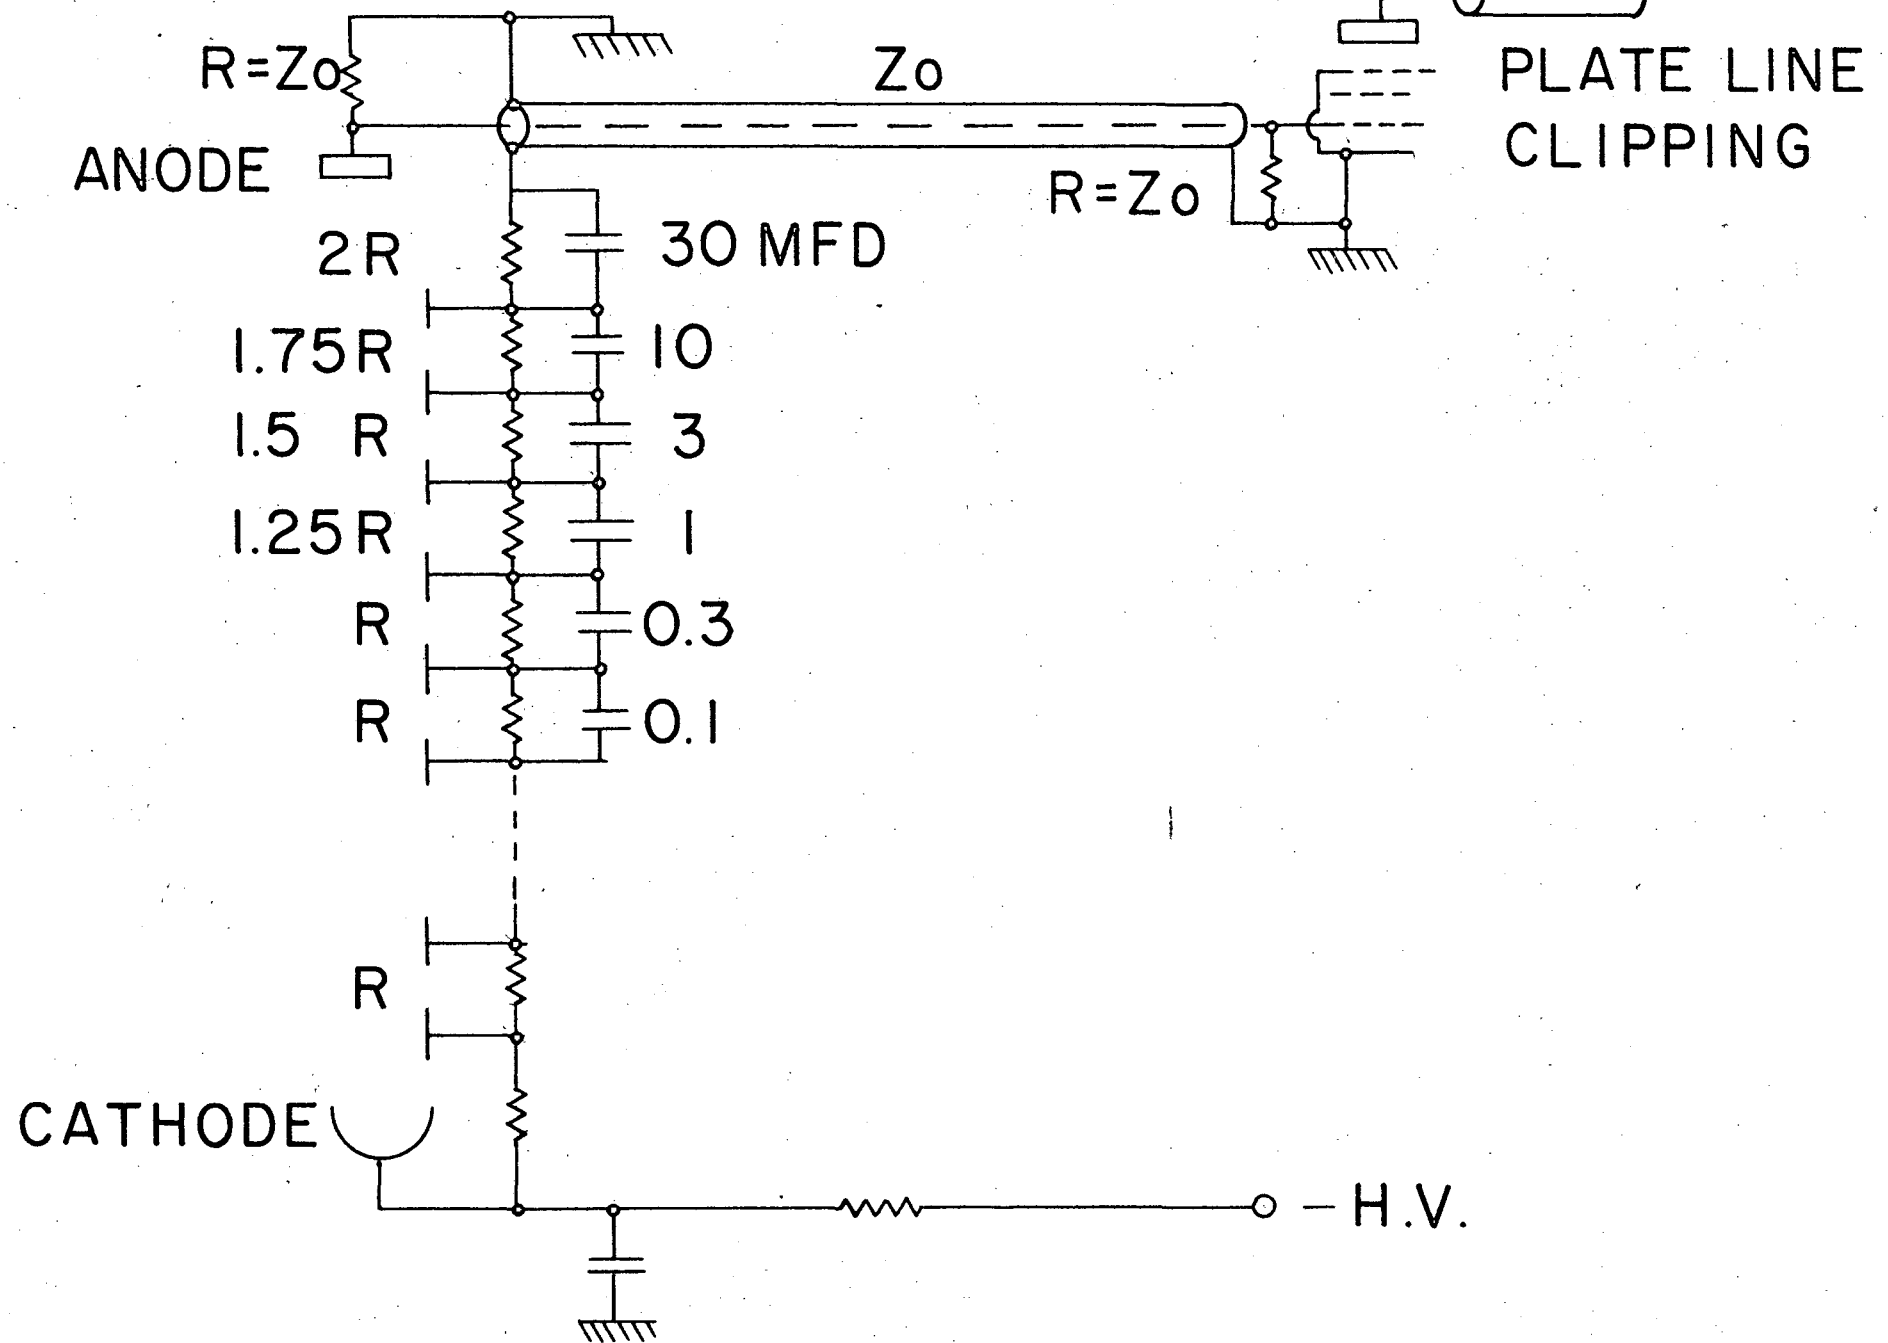 R=Zo
Zo
PLATE LINE
CLIPPING
ANODE
R=Zo
2R
30 MFD
1.75R
10
1.5 R
3
1.25R
1
R
0.3
R
0.1
R
CATHODE
– H.V.